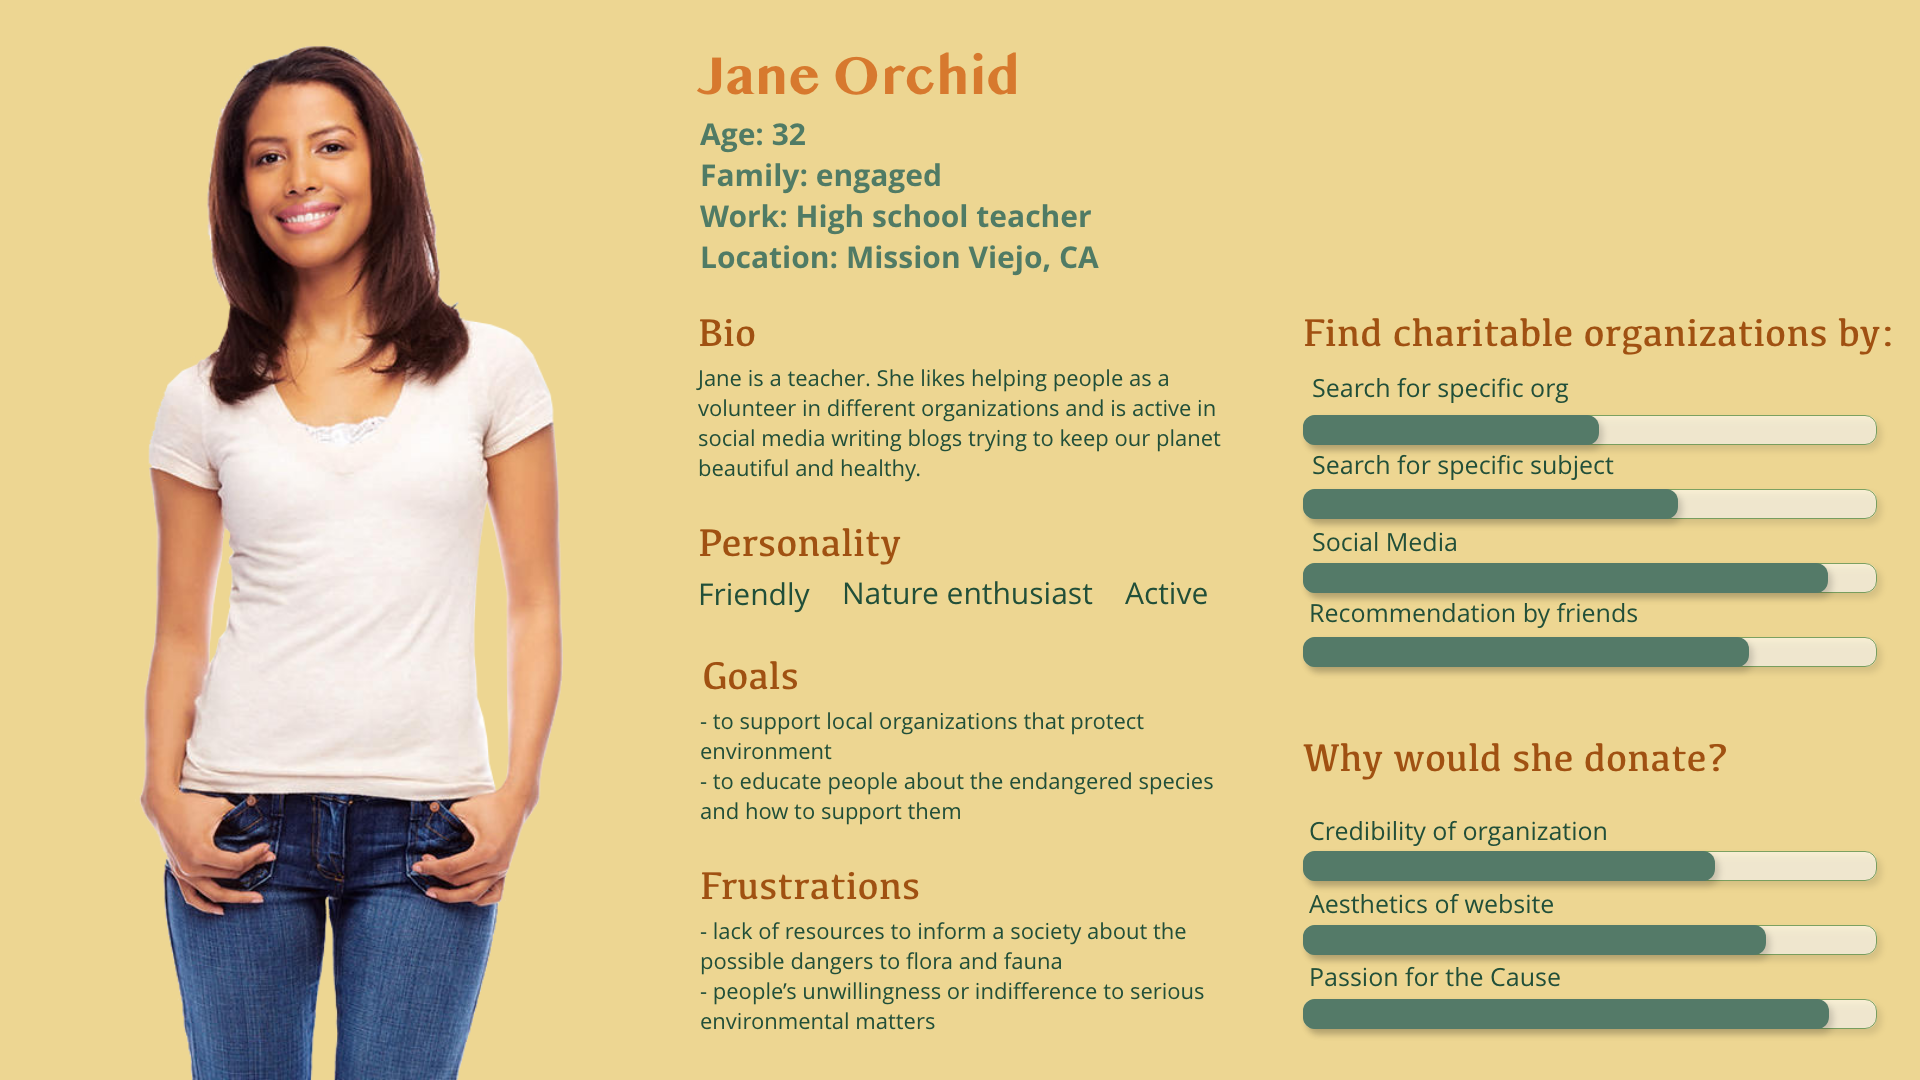 Jane Orchid
Age: 32
Family: engaged
Work: High school teacher
Location: Mission Viejo, CA
Bio
Jane is a teacher. She likes helping people as a
volunteer in different organizations and is active in
social media writing blogs trying to keep our planet
beautiful and healthy.
Personality
Friendly Nature enthusiast Active
Goals
- to support local organizations that protect
environment
- to educate people about the endangered species
and how to support them
Frustrations
- lack of resources to inform a society about the
possible dangers to flora and fauna
- people’s unwillingness or indifference to serious
environmental matters
Find charitable organizations by:
Search for specific org
Search for specific subject
Social Media
Recommendation by friends
Why would she donate?
Credibility of organization
Aesthetics of website
Passion for the Cause